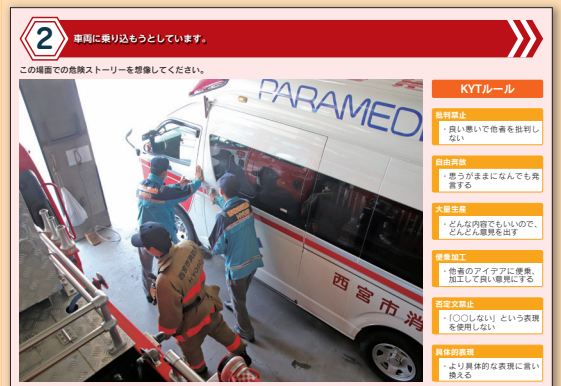 2
車両に乗り込もうとしています。
この場面での危険ストーリーを想像してください。
PARAMEDI
西宮市消
KYTルール
批判禁止
・良い悪いで他者を批判し
ない
自由奔放
・思うがままになんでも発
言する
大量生産
・どんな内容でもいいので、
どんどん意見を出す
便乗加工
・他者のアイデアに便乗、
加工して良い意見にする
否定文禁止
・「〇〇しない」という表現
を使用しない
具体的表現
・より具体的な表現に言い
換える